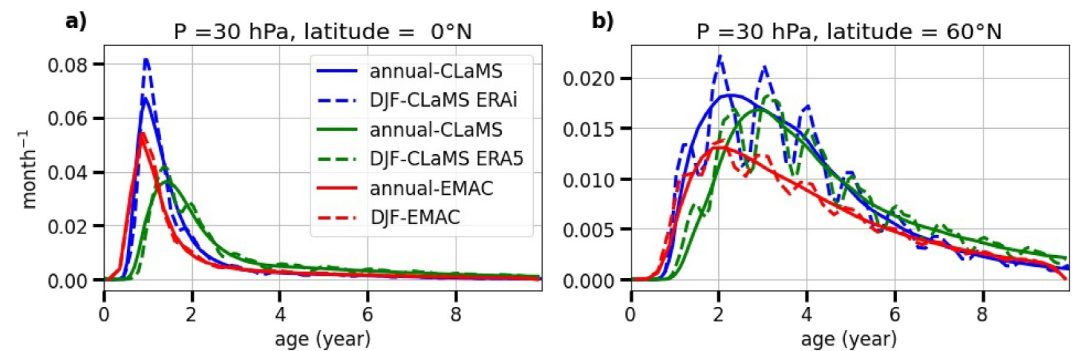 a)
P =30 hPa, latitude =  0°N
month⁻¹
0.08
0.06
0.04
0.02
0.00
annual-CLaMS
DJF-CLaMS ERAi
annual-CLaMS
DJF-CLaMS ERA5
annual-EMAC
DJF-EMAC
0 2 4 6 8
age (year)
b)
P =30 hPa, latitude = 60°N
0.020
0.015
0.010
0.005
0.000
0 2 4 6 8
age (year)